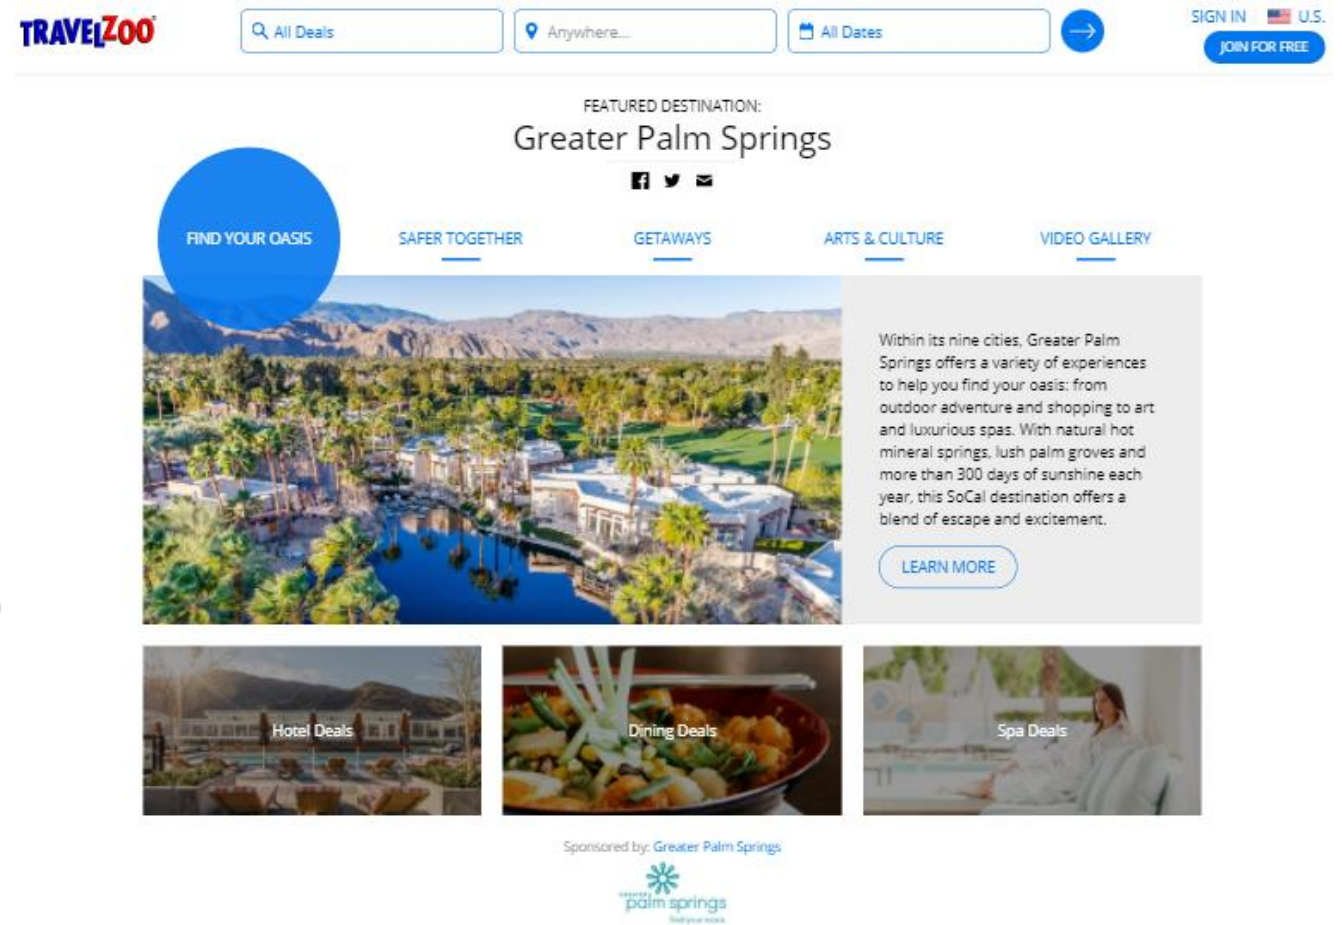 TRAVELZOO
All Deals
Anywhere...
All Dates
SIGN IN
U.S.
JOIN FOR FREE
FEATURED DESTINATION:
Greater Palm Springs
FIND YOUR OASIS
SAFER TOGETHER
GETAWAYS
ARTS & CULTURE
VIDEO GALLERY
Within its nine cities, Greater Palm
Springs offers a variety of experiences
to help you find your oasis: from
outdoor adventure and shopping to art
and luxurious spas. With natural hot
mineral springs, lush palm groves and
more than 300 days of sunshine each
year, this SoCal destination offers a
blend of escape and excitement.
LEARN MORE
Hotel Deals
Dining Deals
Spa Deals
Sponsored by: Greater Palm Springs
palm springs